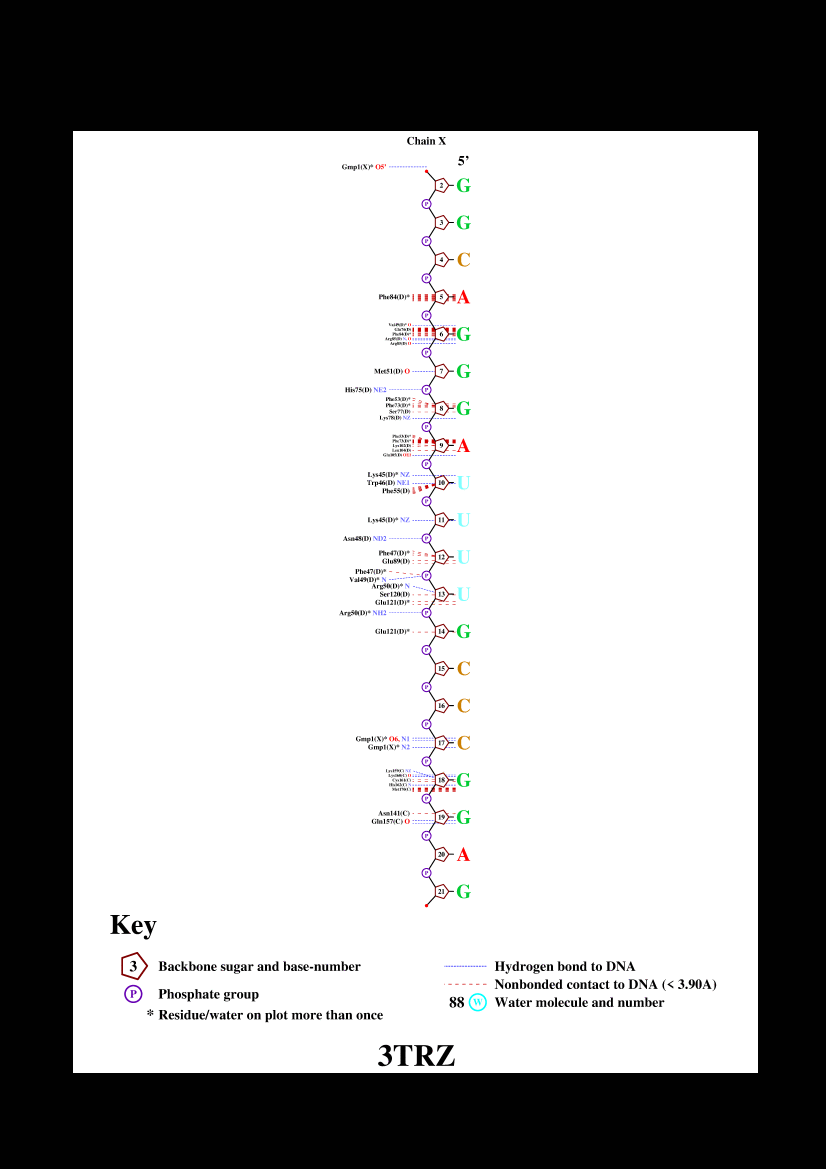 Chain X
5’
Gmp1(X)* O5'
2 G
P
3 G
P
4 C
P
Phe84(D)* 5 A
P
6 G
P
Met51(D) O 7 G
His75(D) NE2 P
Phe53(D)*
Phe73(D)*
8 G
Ser77(D)
Lys78(D) NZ
P
9 A
P
Lys45(D)* NZ
Trp46(D) NE1 10 U
Phe55(D)
P
Lys45(D)* NZ 11 U
Asn48(D) ND2 P
Phe47(D)*
12 U
Glu89(D)
Phe47(D)*
P
Val49(D)* N
Arg50(D)* N
Ser120(D) 13 U
Glu121(D)*
Arg50(D)* NH2 P
Glu121(D)* 14 G
P
15 C
P
16 C
P
Gmp1(X)* O6, N1
17 C
Gmp1(X)* N2
P
18 G
P
Asn141(C)
19 G
Gln157(C) O
P
20 A
P
21 G
Key
3 Backbone sugar and base-number
P Phosphate group
* Residue/water on plot more than once
Hydrogen bond to DNA
Nonbonded contact to DNA (< 3.90A)
88 W Water molecule and number
3TRZ